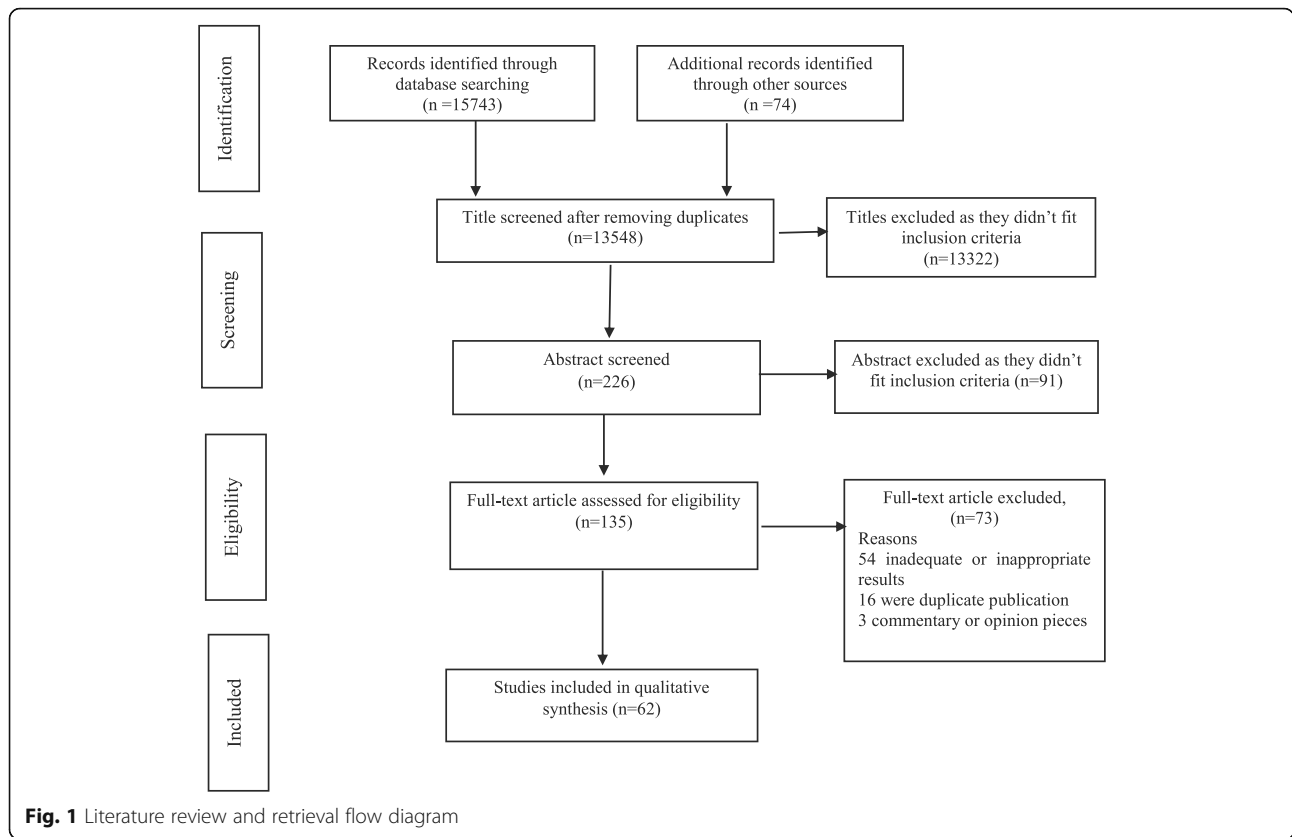 Identification
Records identified through
database searching
(n =15743)
Additional records identified
through other sources
(n =74)
Title screened after removing duplicates
(n=13548)
Titles excluded as they didn’t fit
inclusion criteria
(n=13322)
Screening
Abstract screened
(n=226)
Abstract excluded as they didn’t
fit inclusion criteria (n=91)
Eligibility
Full-text article assessed for eligibility
(n=135)
Full-text article excluded,
(n=73)
Reasons
54 inadequate or inappropriate
results
16 were duplicate publication
3 commentary or opinion pieces
Included
Studies included in qualitative
synthesis (n=62)
Fig. 1 Literature review and retrieval flow diagram